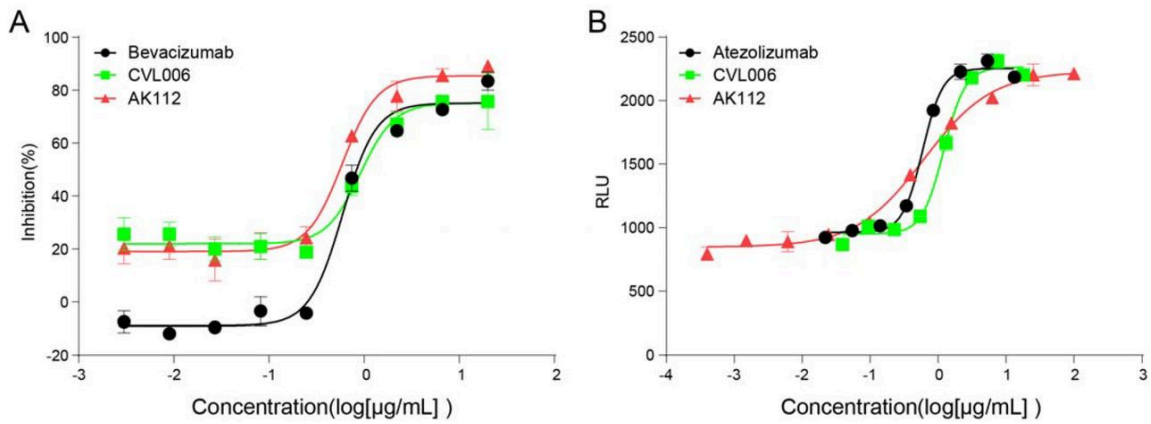 A
Bevacizumab
CVL006
AK112
Inhibition(%)
100
80
60
40
20
0
-20
-3
-2
-1
0
1
2
Concentration(log[µg/mL] )
B
Atezolizumab
CVL006
AK112
RLU
2500
2000
1500
1000
500
0
-4
-3
-2
-1
0
1
2
3
Concentration(log[µg/mL] )